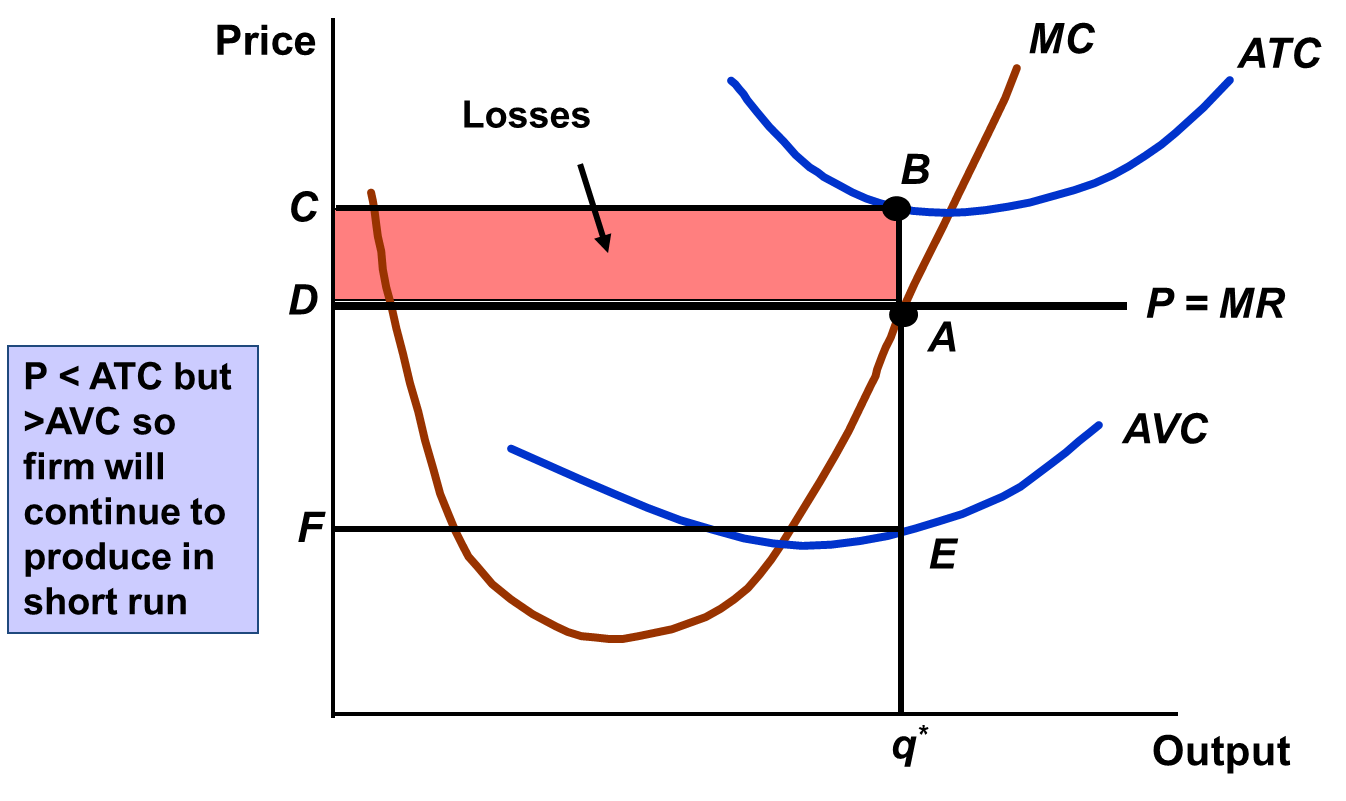 Price
MC
ATC
Losses
B
C
D
P = MR
A
P < ATC but
>AVC so
firm will
continue to
produce in
short run
AVC
F
E
q*
Output